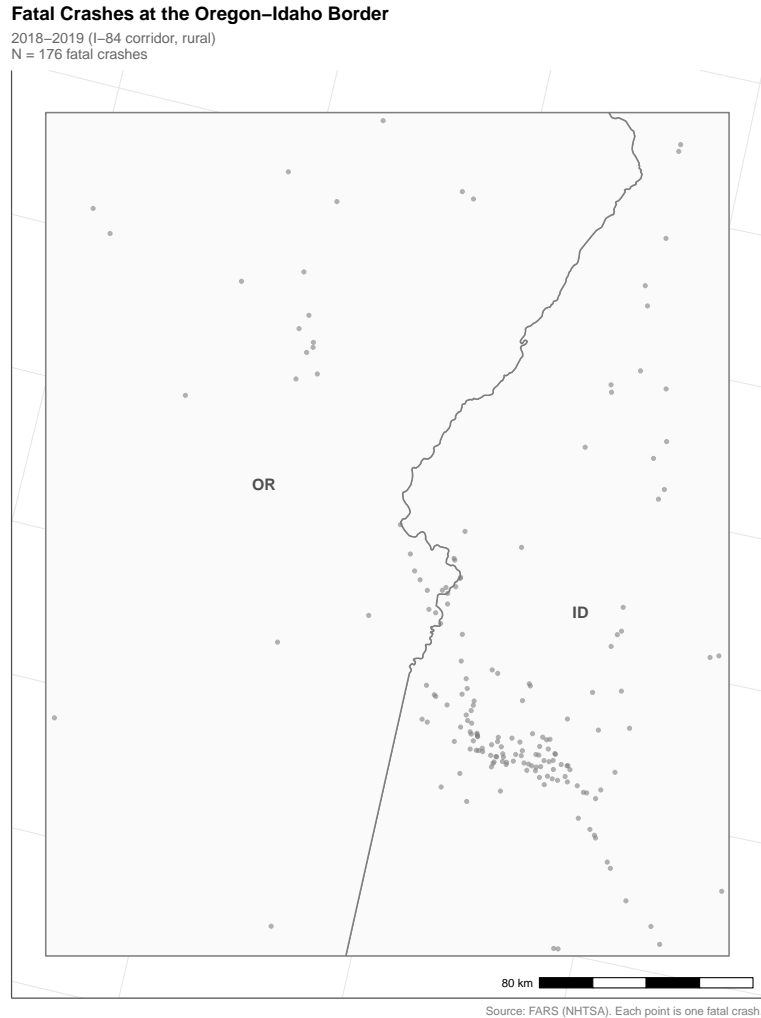 Fatal Crashes at the Oregon–Idaho Border
2018–2019 (I–84 corridor, rural)
N = 176 fatal crashes
OR
ID
80 km
Source: FARS (NHTSA). Each point is one fatal crash